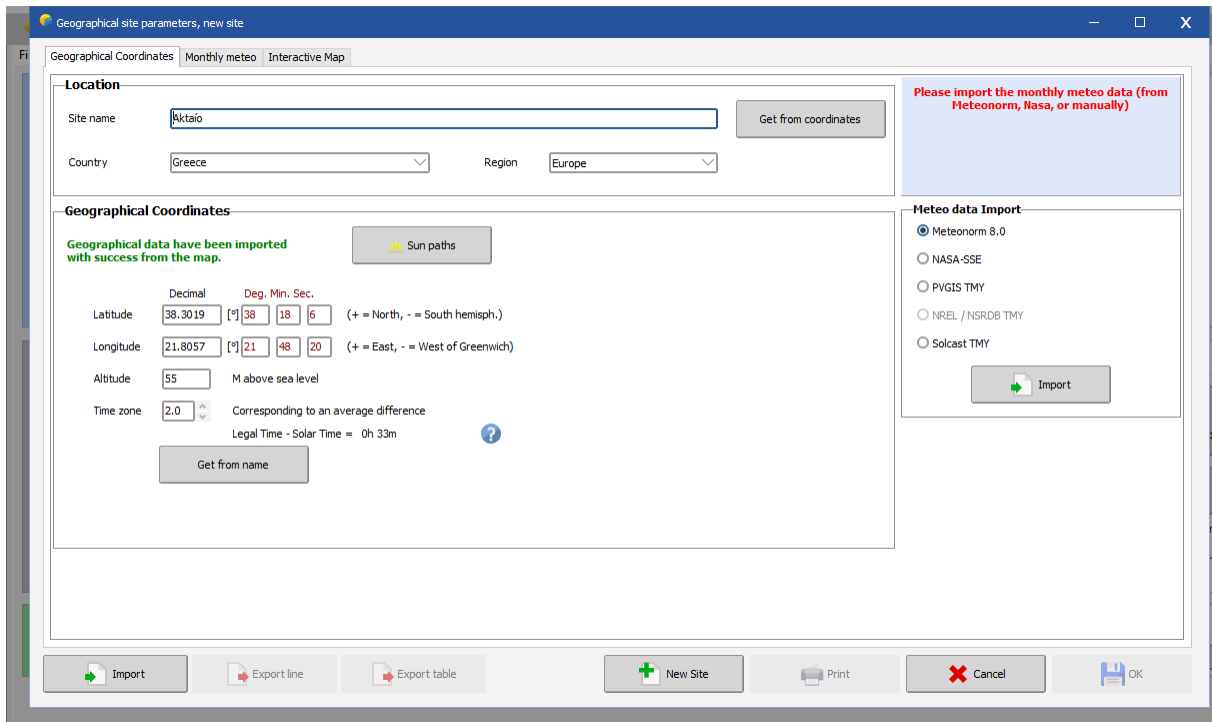 Geographical site parameters, new site
X
Fi
Geographical Coordinates Monthly meteo Interactive Map
Location
Site name Aktaío Get from coordinates
Country Greece Region Europe
Please import the monthly meteo data (from
Meteonorm, Nasa, or manually)
Geographical Coordinates
Geographical data have been imported
with success from the map.
Sun paths
Decimal Deg. Min. Sec.
Latitude 38.3019 [°] 38 18 6 (+ = North, - = South hemisph.)
Longitude 21.8057 [°] 21 48 20 (+ = East, - = West of Greenwich)
Altitude 55 M above sea level
Time zone 2.0 Corresponding to an average difference
Legal Time - Solar Time = 0h 33m ?
Get from name
Meteo data Import
Meteonorm 8.0
NASA-SSE
PVGIS TMY
NREL / NSRDB TMY
Solcast TMY
Import
Import Export line Export table New Site Print Cancel OK